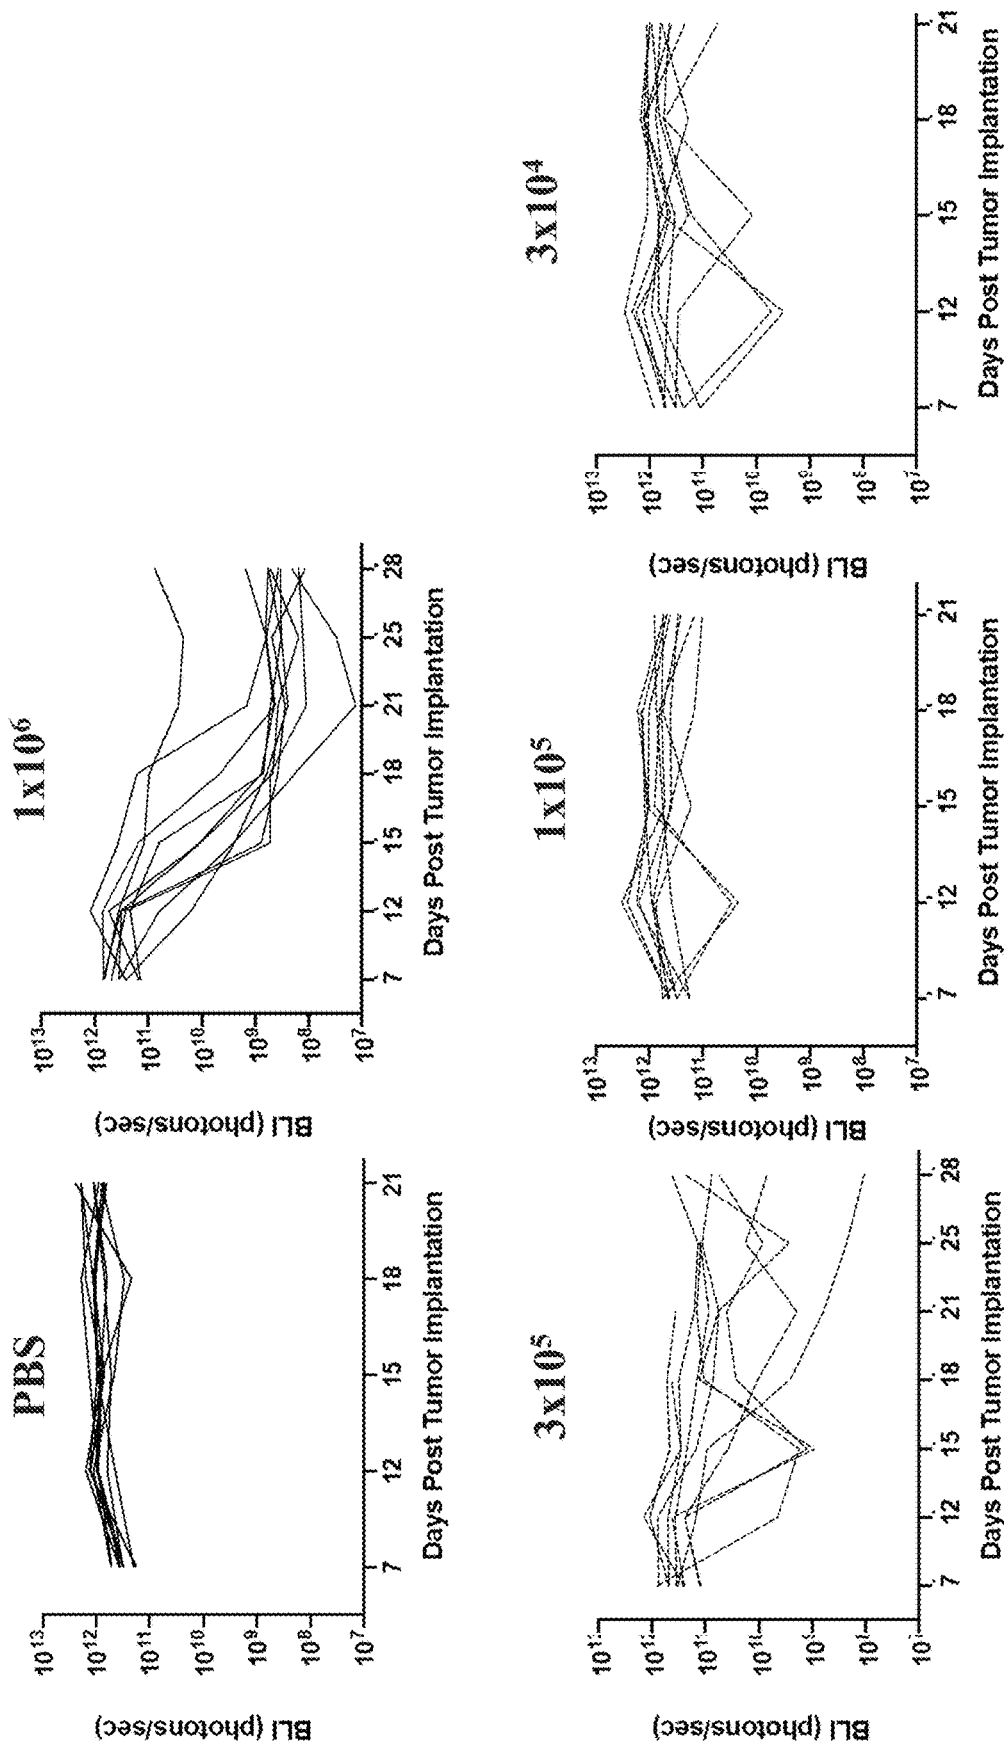 PBS
BLI (photons/sec)
10¹³
10¹²
10¹¹
10¹⁰
10⁹
10⁸
10⁷
7 12 15 18 21
Days Post Tumor Implantation
1x10⁶
BLI (photons/sec)
10¹³
10¹²
10¹¹
10¹⁰
10⁹
10⁸
10⁷
7 12 15 18 21 25 28
Days Post Tumor Implantation
3x10⁵
BLI (photons/sec)
10⁷
7 12 15 18 21 25 28
Days Post Tumor Implantation
1x10⁵
BLI (photons/sec)
10¹³
10¹²
10¹¹
10¹⁰
10⁹
10⁸
10⁷
7 12 15 18 21
Days Post Tumor Implantation
3x10⁴
BLI (photons/sec)
10¹³
10¹²
10¹¹
10¹⁰
10⁹
10⁸
10⁷
7 12 15 18 21
Days Post Tumor Implantation